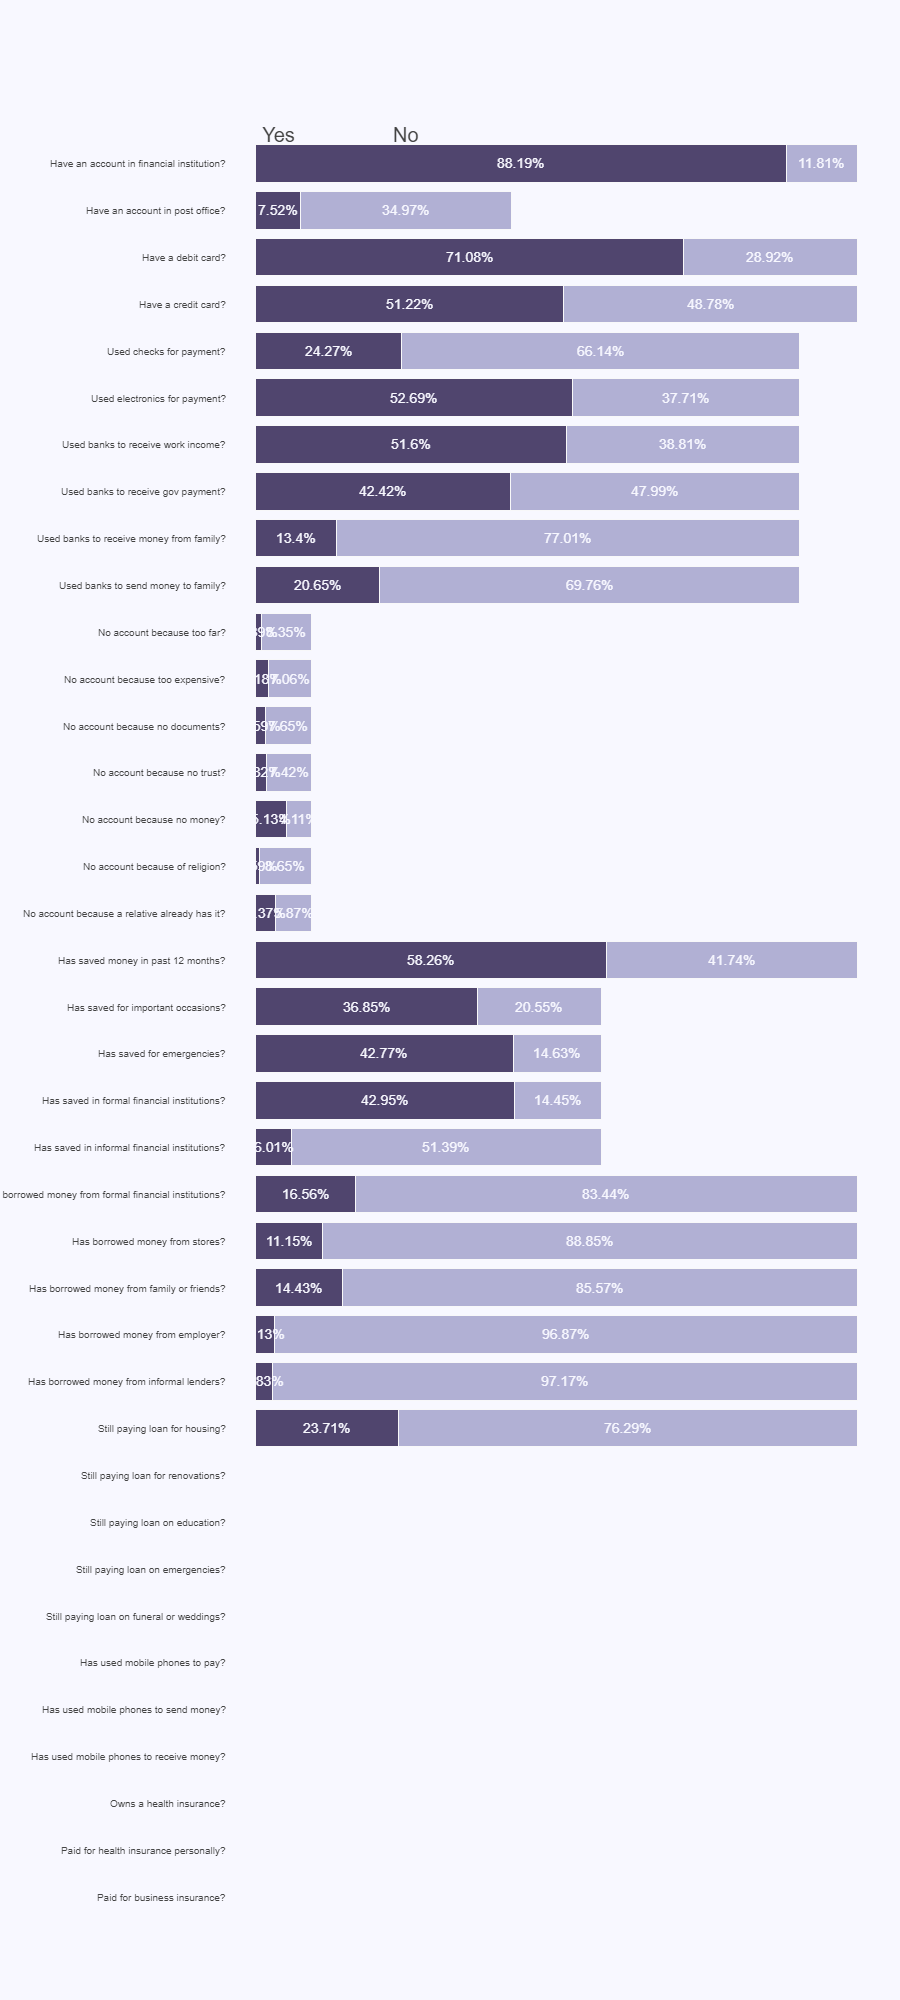 Yes No
Have an account in financial institution? 88.19% 11.81%
Have an account in post office? 7.52% 34.97%
Have a debit card? 71.08% 28.92%
Have a credit card? 51.22% 48.78%
Used checks for payment? 24.27% 66.14%
Used electronics for payment? 52.69% 37.71%
Used banks to receive work income? 51.6% 38.81%
Used banks to receive gov payment? 42.42% 47.99%
Used banks to receive money from family? 13.4% 77.01%
Used banks to send money to family? 20.65% 69.76%
No account because too far?
No account because too expensive?
No account because no documents?
No account because no trust?
No account because no money?
No account because of religion?
No account because a relative already has it?
Has saved money in past 12 months? 58.26% 41.74%
Has saved for important occasions? 36.85% 20.55%
Has saved for emergencies? 42.77% 14.63%
Has saved in formal financial institutions? 42.95% 14.45%
Has saved in informal financial institutions? 6.01% 51.39%
borrowed money from formal financial institutions? 16.56% 83.44%
Has borrowed money from stores? 11.15% 88.85%
Has borrowed money from family or friends? 14.43% 85.57%
Has borrowed money from employer? 13% 96.87%
Has borrowed money from informal lenders? 83% 97.17%
Still paying loan for housing? 23.71% 76.29%
Still paying loan for renovations?
Still paying loan on education?
Still paying loan on emergencies?
Still paying loan on funeral or weddings?
Has used mobile phones to pay?
Has used mobile phones to send money?
Has used mobile phones to receive money?
Owns a health insurance?
Paid for health insurance personally?
Paid for business insurance?